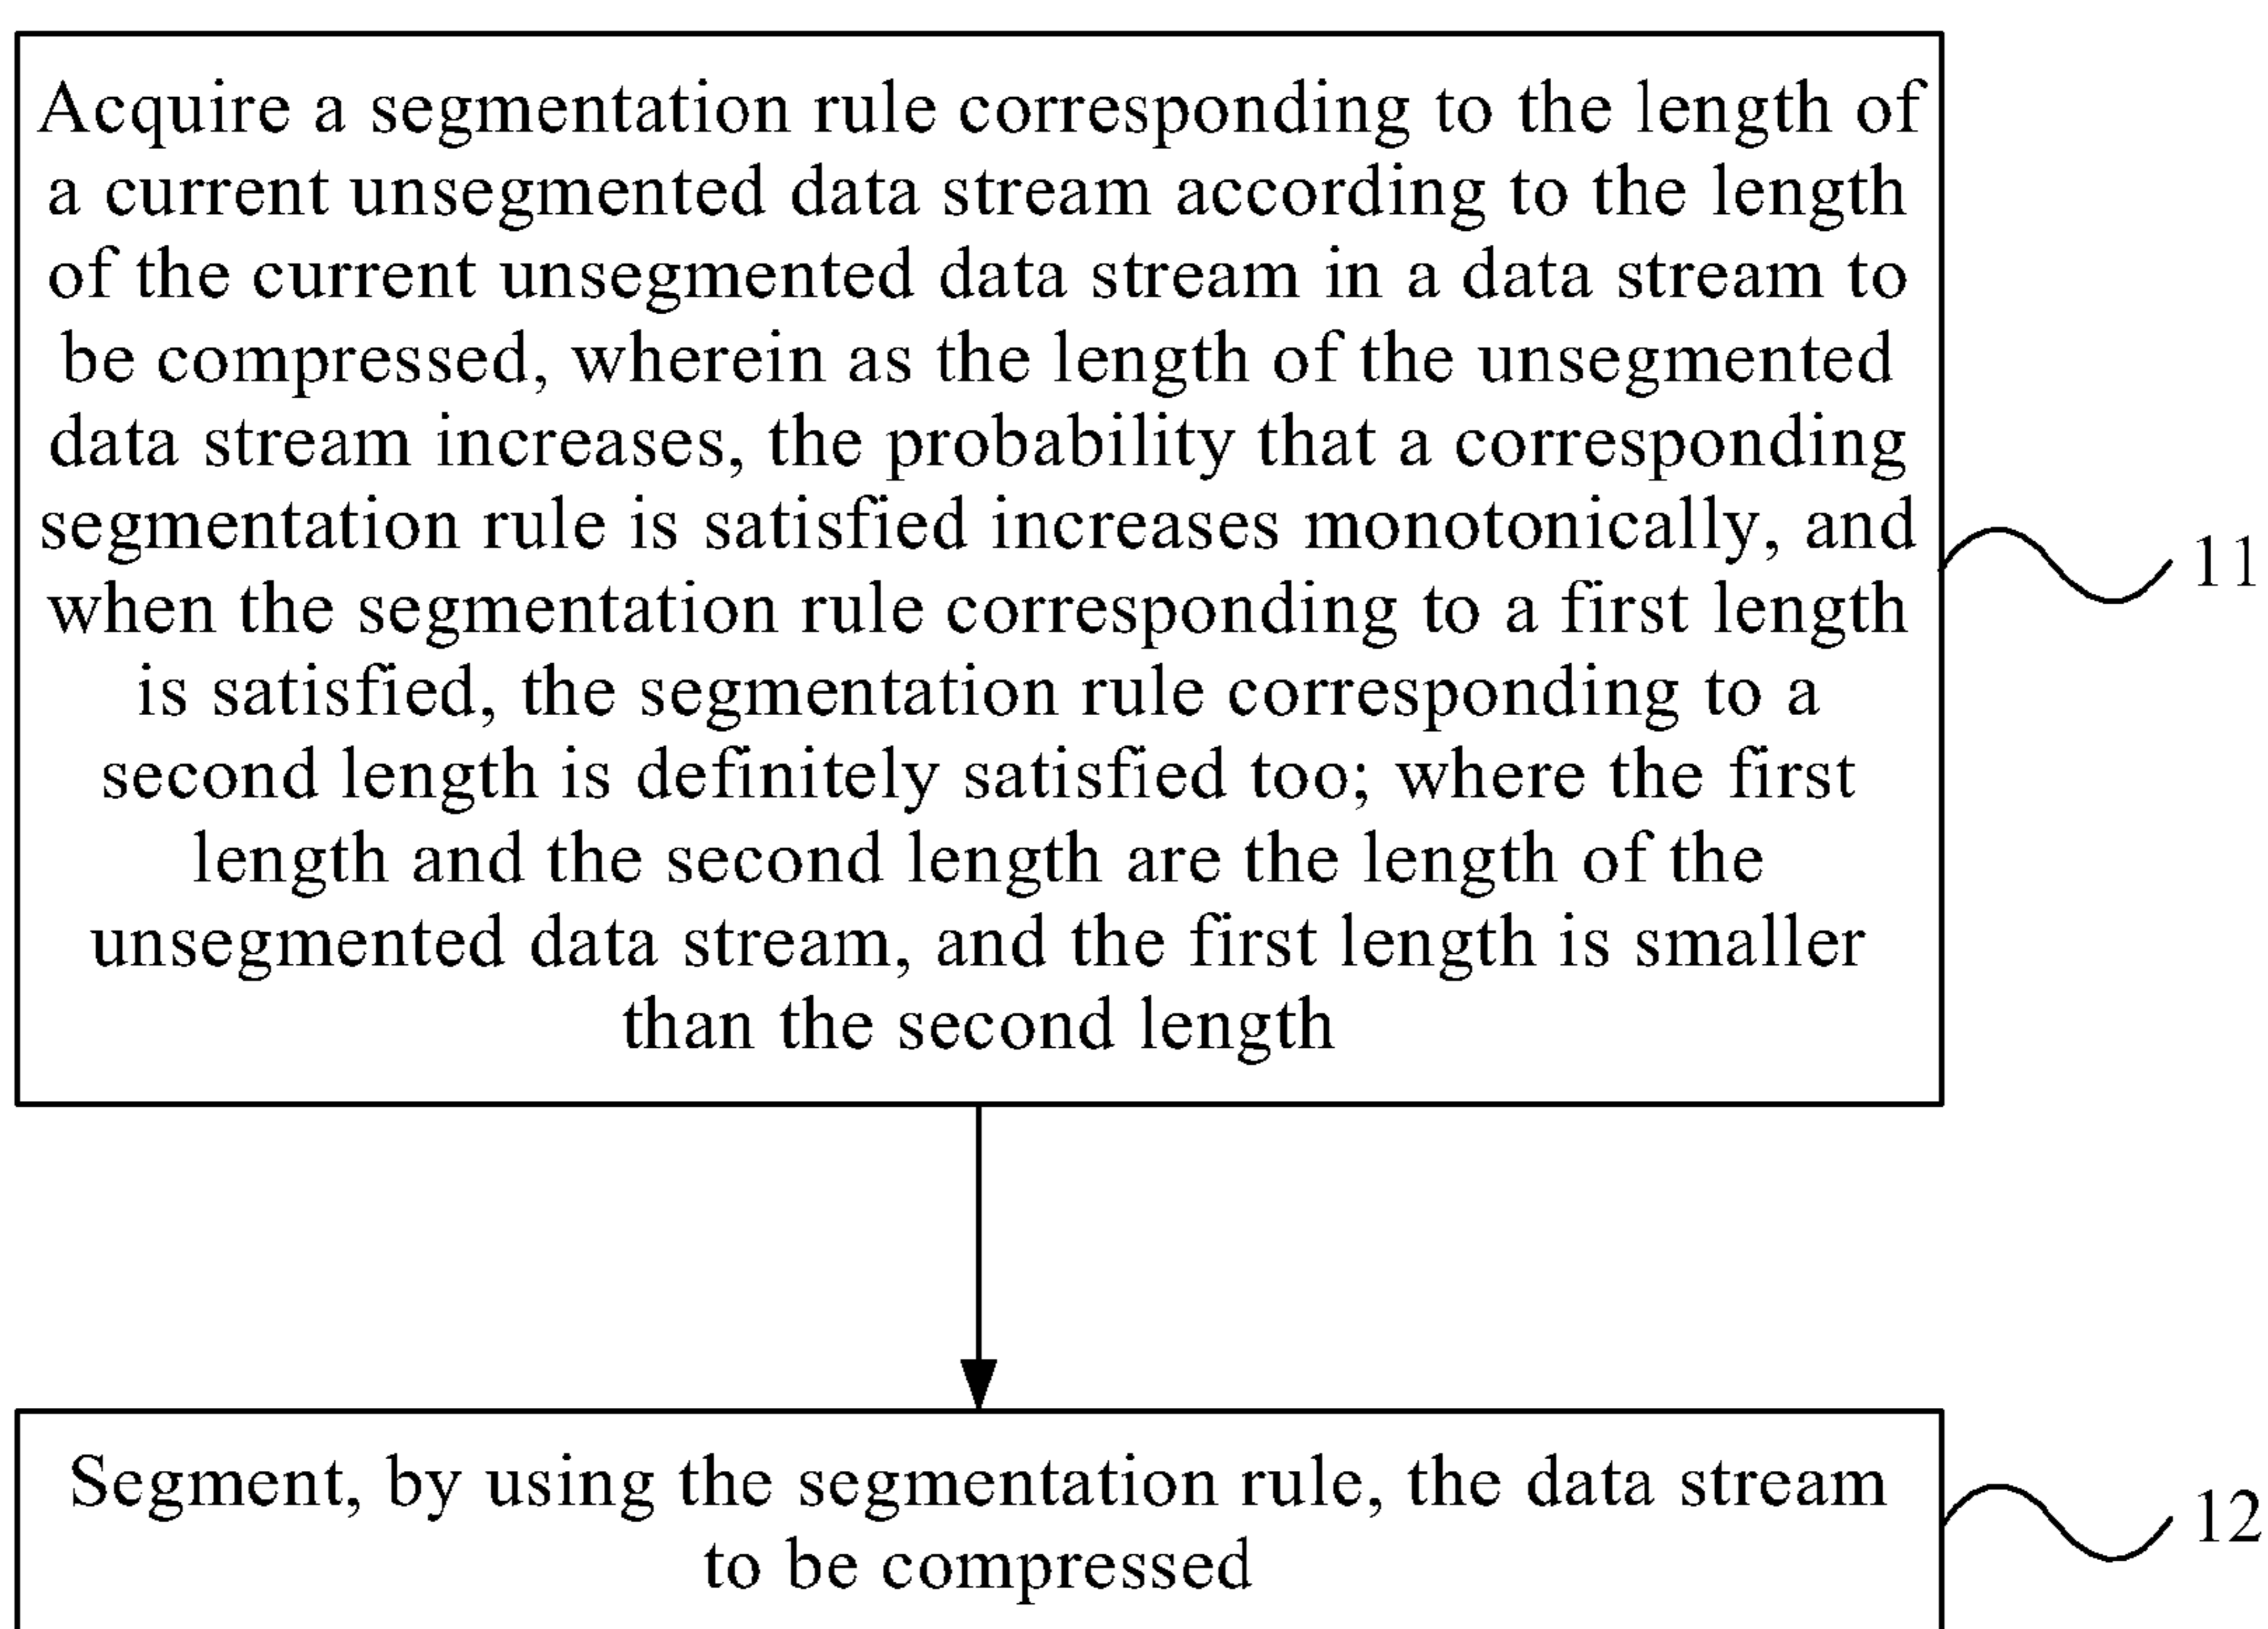 Acquire a segmentation rule corresponding to the length of
a current unsegmented data stream according to the length
of the current unsegmented data stream in a data stream to
be compressed, wherein as the length of the unsegmented
data stream increases, the probability that a corresponding
segmentation rule is satisfied increases monotonically, and
when the segmentation rule corresponding to a first length
is satisfied, the segmentation rule corresponding to a
second length is definitely satisfied too; where the first
length and the second length are the length of the
unsegmented data stream, and the first length is smaller
than the second length
11
Segment, by using the segmentation rule, the data stream
to be compressed
12